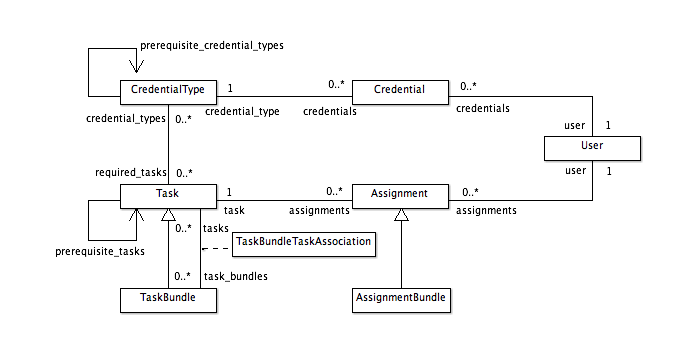 prerequisite_credential_types
CredentialType
1
0..*
Credential
0..*
credential_types
0..*
credential_type
credentials
credentials
user
1
User
required_tasks
0..*
user
1
Task
1
0..*
Assignment
0..*
task
assignments
assignments
0..*
tasks
TaskBundleTaskAssociation
prerequisite_tasks
0..*
task_bundles
TaskBundle
AssignmentBundle